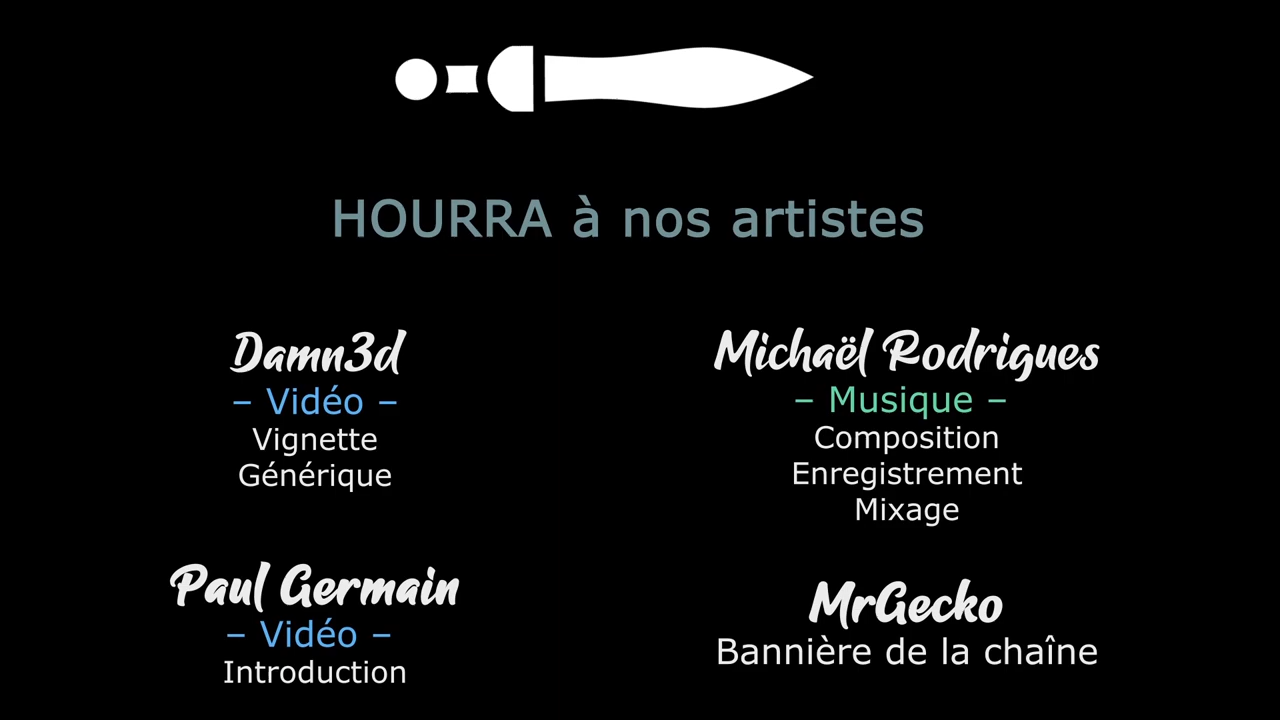 HOURRA à nos artistes
Damn3d
– Vidéo –
Vignette
Générique
Michaël Rodrigues
– Musique –
Composition
Enregistrement
Mixage
Paul Germain
– Vidéo –
Introduction
MrGecko
Bannière de la chaîne